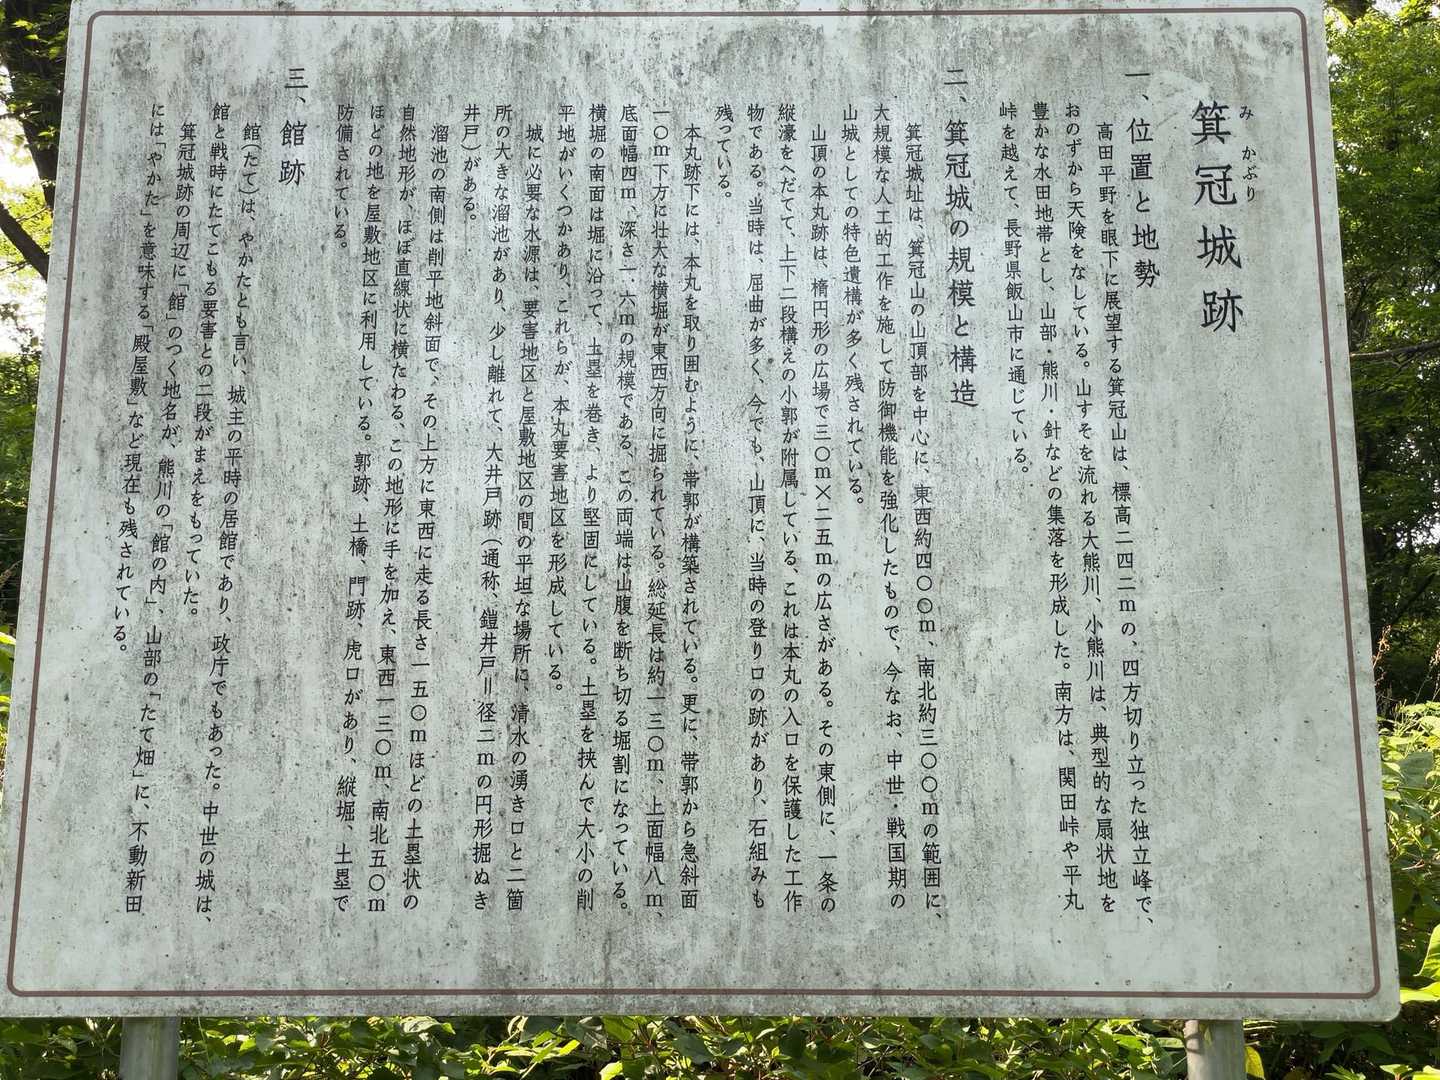 箕冠城跡
みかぶり
一、位置と地勢
高田平野を眼下に展望する箕冠山は、標高二四二mの、四方切り立った独立峰で、
おのずから天険をなしている。山すそを流れる大熊川、小熊川は、典型的な扇状地を
豊かな水田地帯とし、山部・熊川・針などの集落を形成した。南方は、関田峠や平丸
峠を越えて、長野県飯山市に通じている。
二、箕冠城の規模と構造
箕冠城址は、箕冠山の山頂部を中心に、東西約四〇〇m、南北約三〇〇mの範囲に、
大規模な人工的工作を施して防御機能を強化したもので、今なお、中世・戦国期の
山城としての特色遺構が多く残されている。
山頂の本丸跡は、楕円形の広場で三〇m×二五mの広さがある。その東側に、一条の
縦濠をへだてて、上下二段構えの小郭が附属している、これは本丸の入口を保護した工作
物である。当時は、屈曲が多く、今でも、山頂に、当時の登り口の跡があり、石組みも
残っている。
本丸跡下には、本丸を取り囲むように、帯郭が構築されている。更に、帯郭から急斜面
一〇m下方に壮大な横堀が東西方向に掘られている。総延長は約一三〇m、上面幅八m、
底面幅四m、深さ一・六mの規模である、この両端は山腹を断ち切る堀割になっている。
横堀の南面は堀に沿って、土塁を巻き、より堅固にしている。土塁を挟んで大小の削
平地がいくつかあり、これらが、本丸要害地区を形成している。
城に必要な水源は、要害地区と屋敷地区の間の平坦な場所に、清水の湧き口と二箇
所の大きな溜池があり、少し離れて、大井戸跡（通称、鎧井戸＝径二mの円形掘ぬき
井戸）がある。
溜池の南側は削平地斜面で、その上方に東西に走る長さ一五〇mほどの土塁状の
自然地形が、ほぼ直線状に横たわる、この地形に手を加え、東西一三〇m、南北五〇m
ほどの地を屋敷地区に利用している。郭跡、土橋、門跡、虎口があり、縦堀、土塁で
防備されている。
三、館跡
館（たて）は、やかたとも言い、城主の平時の居館であり、政庁でもあった。中世の城は、
館と戦時にたてこもる要害との二段がまえをもっていた。
箕冠城跡の周辺に「館」のつく地名が、熊川の「館の内」、山部の「たて畑」に、不動新田
には「やかた」を意味する「殿屋敷」など現在も残されている。